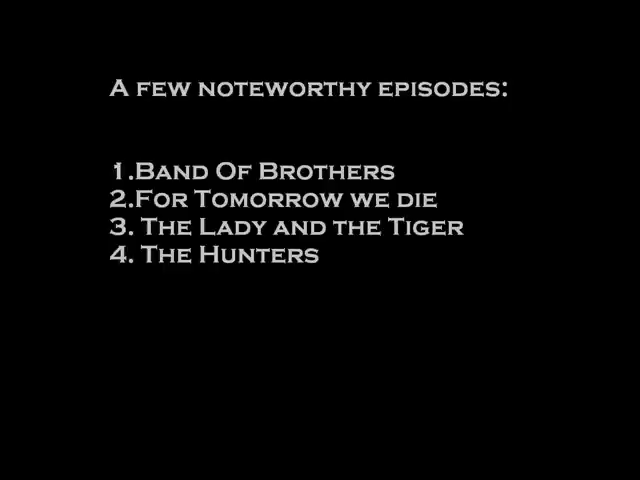 A few noteworthy episodes:
1.Band Of Brothers
2.For Tomorrow we die
3. The Lady and the Tiger
4. The Hunters